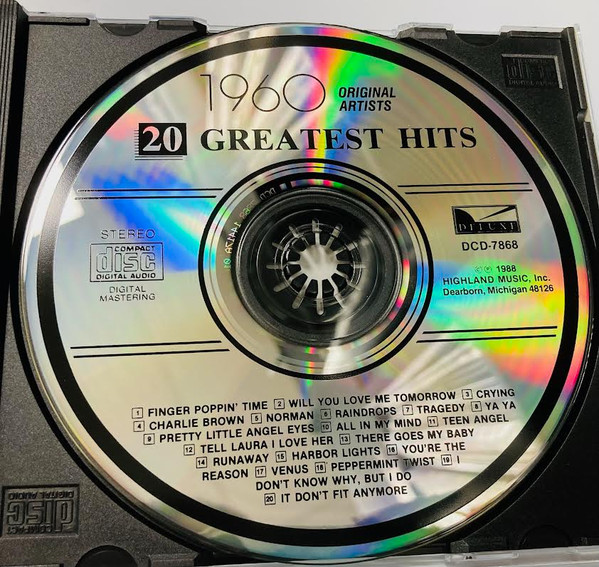 1960 ORIGINAL
ARTISTS
20 GREATEST HITS
STEREO
COMPACT
disc
DIGITAL AUDIO
DIGITAL
MASTERING
DELUXE
DCD-7868
© ℗ 1988
HIGHLAND MUSIC, Inc.
Dearborn, Michigan 48126
1 FINGER POPPIN' TIME 2 WILL YOU LOVE ME TOMORROW 3 CRYING
4 CHARLIE BROWN 5 NORMAN 6 RAINDROPS 7 TRAGEDY 8 YA YA
9 PRETTY LITTLE ANGEL EYES 10 ALL IN MY MIND 11 TEEN ANGEL
12 TELL LAURA I LOVE HER 13 THERE GOES MY BABY
14 RUNAWAY 15 HARBOR LIGHTS 16 YOU'RE THE
REASON 17 VENUS 18 PEPPERMINT TWIST 19 I
DON'T KNOW WHY, BUT I DO
20 IT DON'T FIT ANYMORE
COMPACT
disc
DIGITAL AUDIO